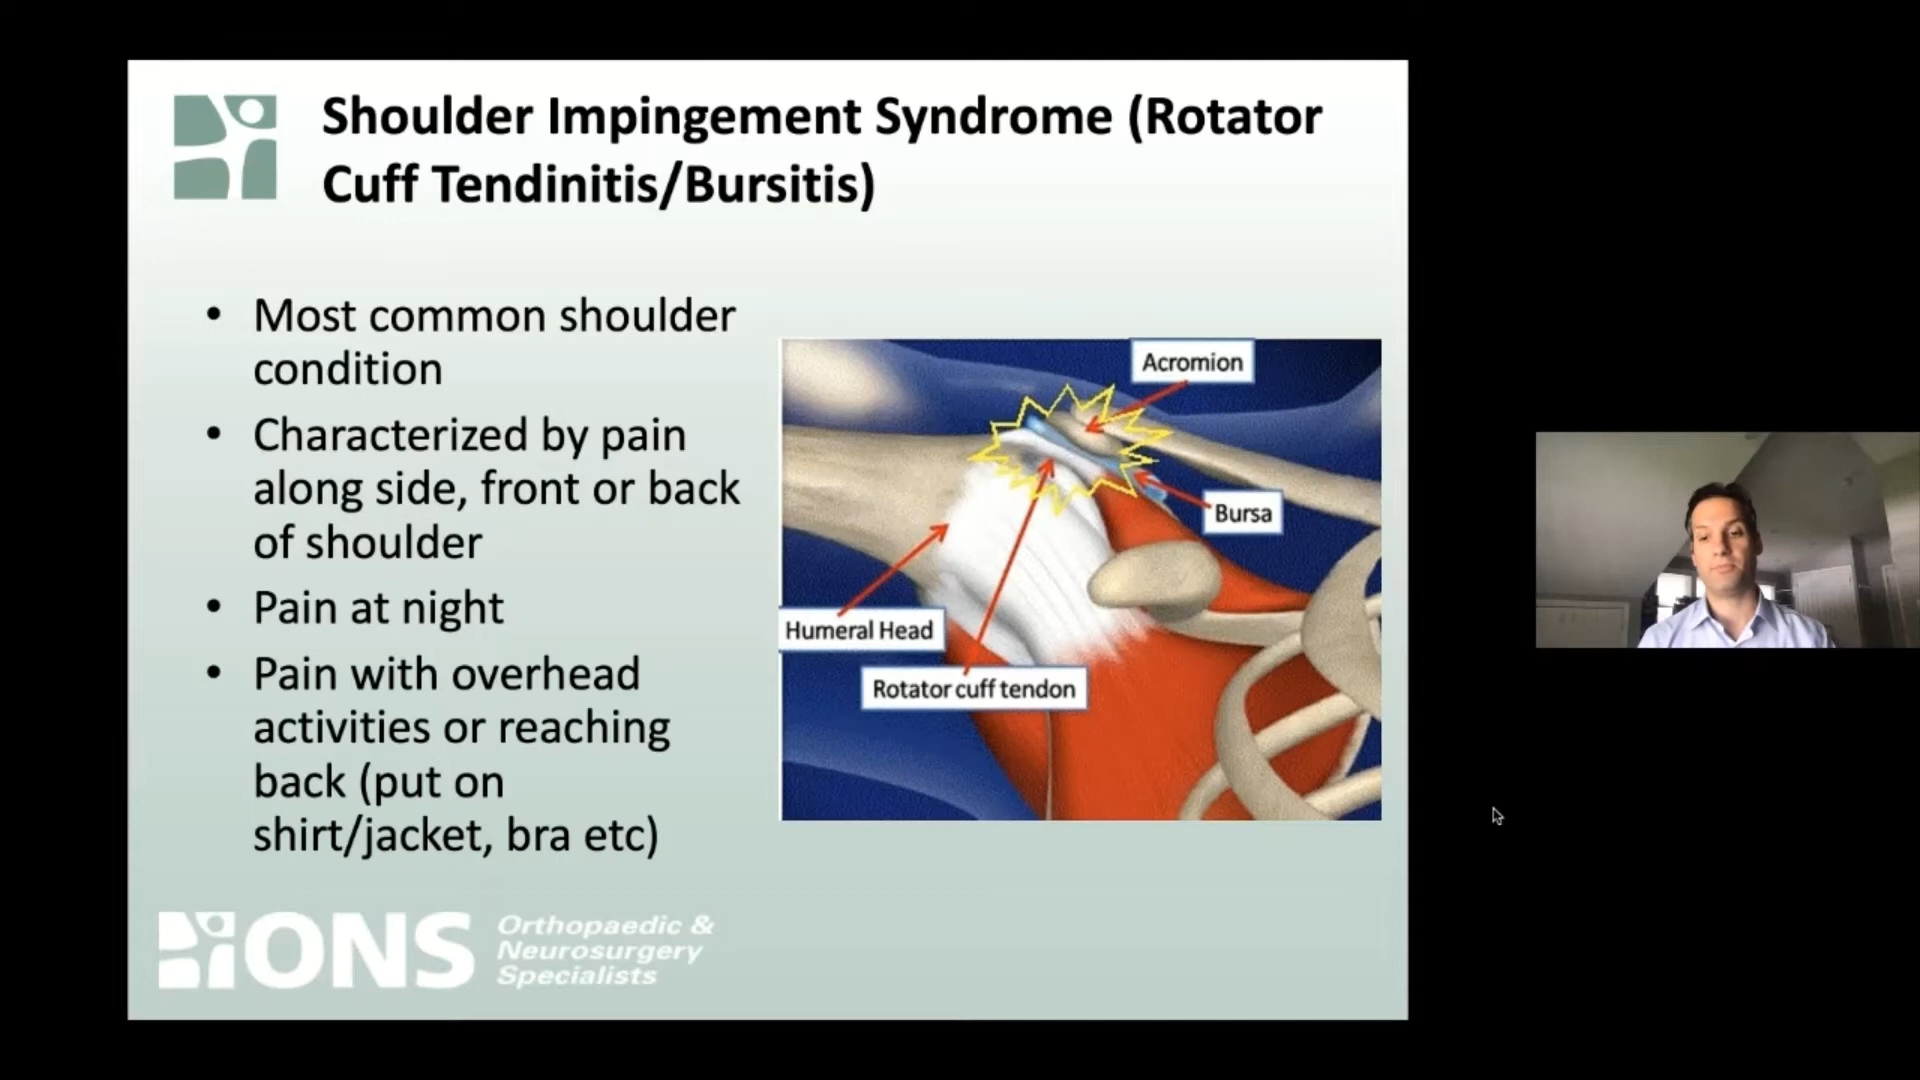 Shoulder Impingement Syndrome (Rotator
Cuff Tendinitis/Bursitis)
• Most common shoulder
condition
• Characterized by pain
along side, front or back
of shoulder
• Pain at night
• Pain with overhead
activities or reaching
back (put on
shirt/jacket, bra etc)
Acromion
Bursa
Humeral Head
Rotator cuff tendon
ONS
Orthopaedic &
Neurosurgery
Specialists